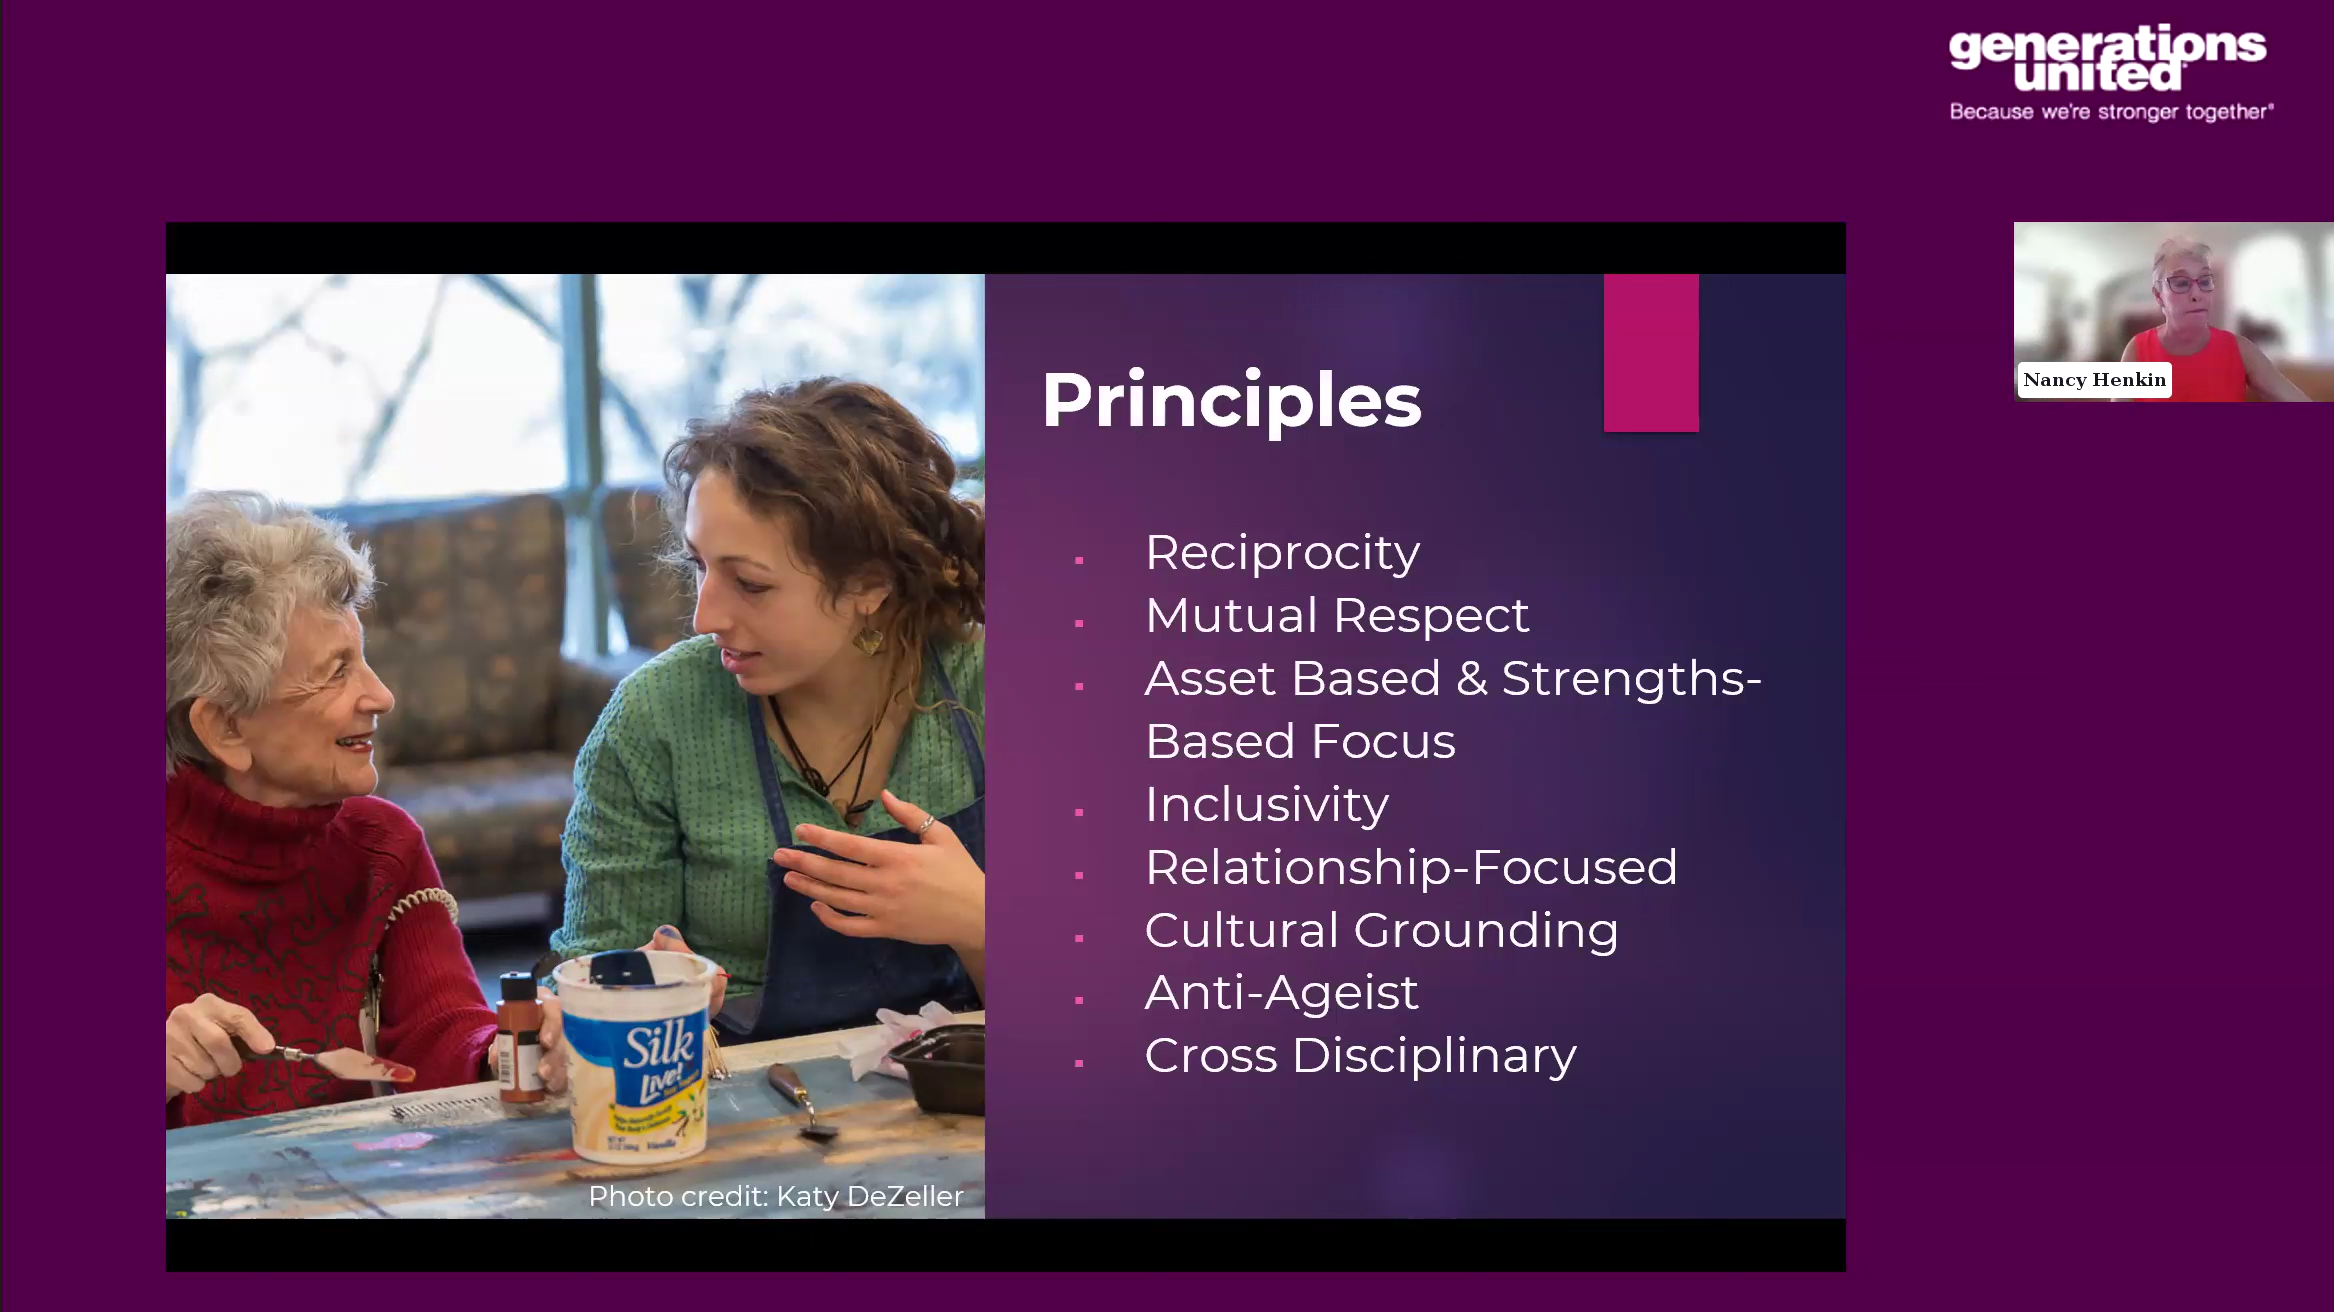 generations
united
Because we're stronger together®
Nancy Henkin
Principles
Reciprocity
Mutual Respect
Asset Based & Strengths-
Based Focus
Inclusivity
Relationship-Focused
Cultural Grounding
Anti-Ageist
Cross Disciplinary
Silk
Live!
Vanilla
Photo credit: Katy DeZeller